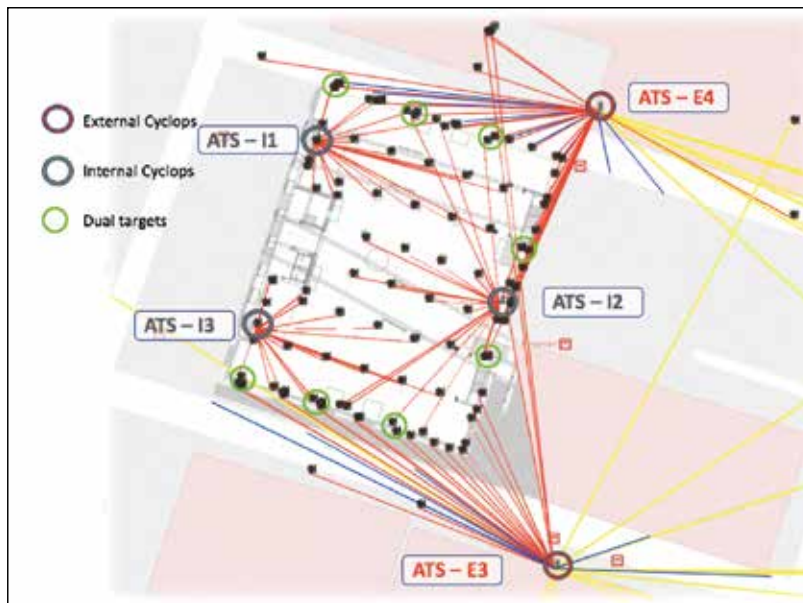 ATS – E4
External Cyclops
ATS – I1
Internal Cyclops
Dual targets
ATS – I2
ATS – I3
ATS – E3